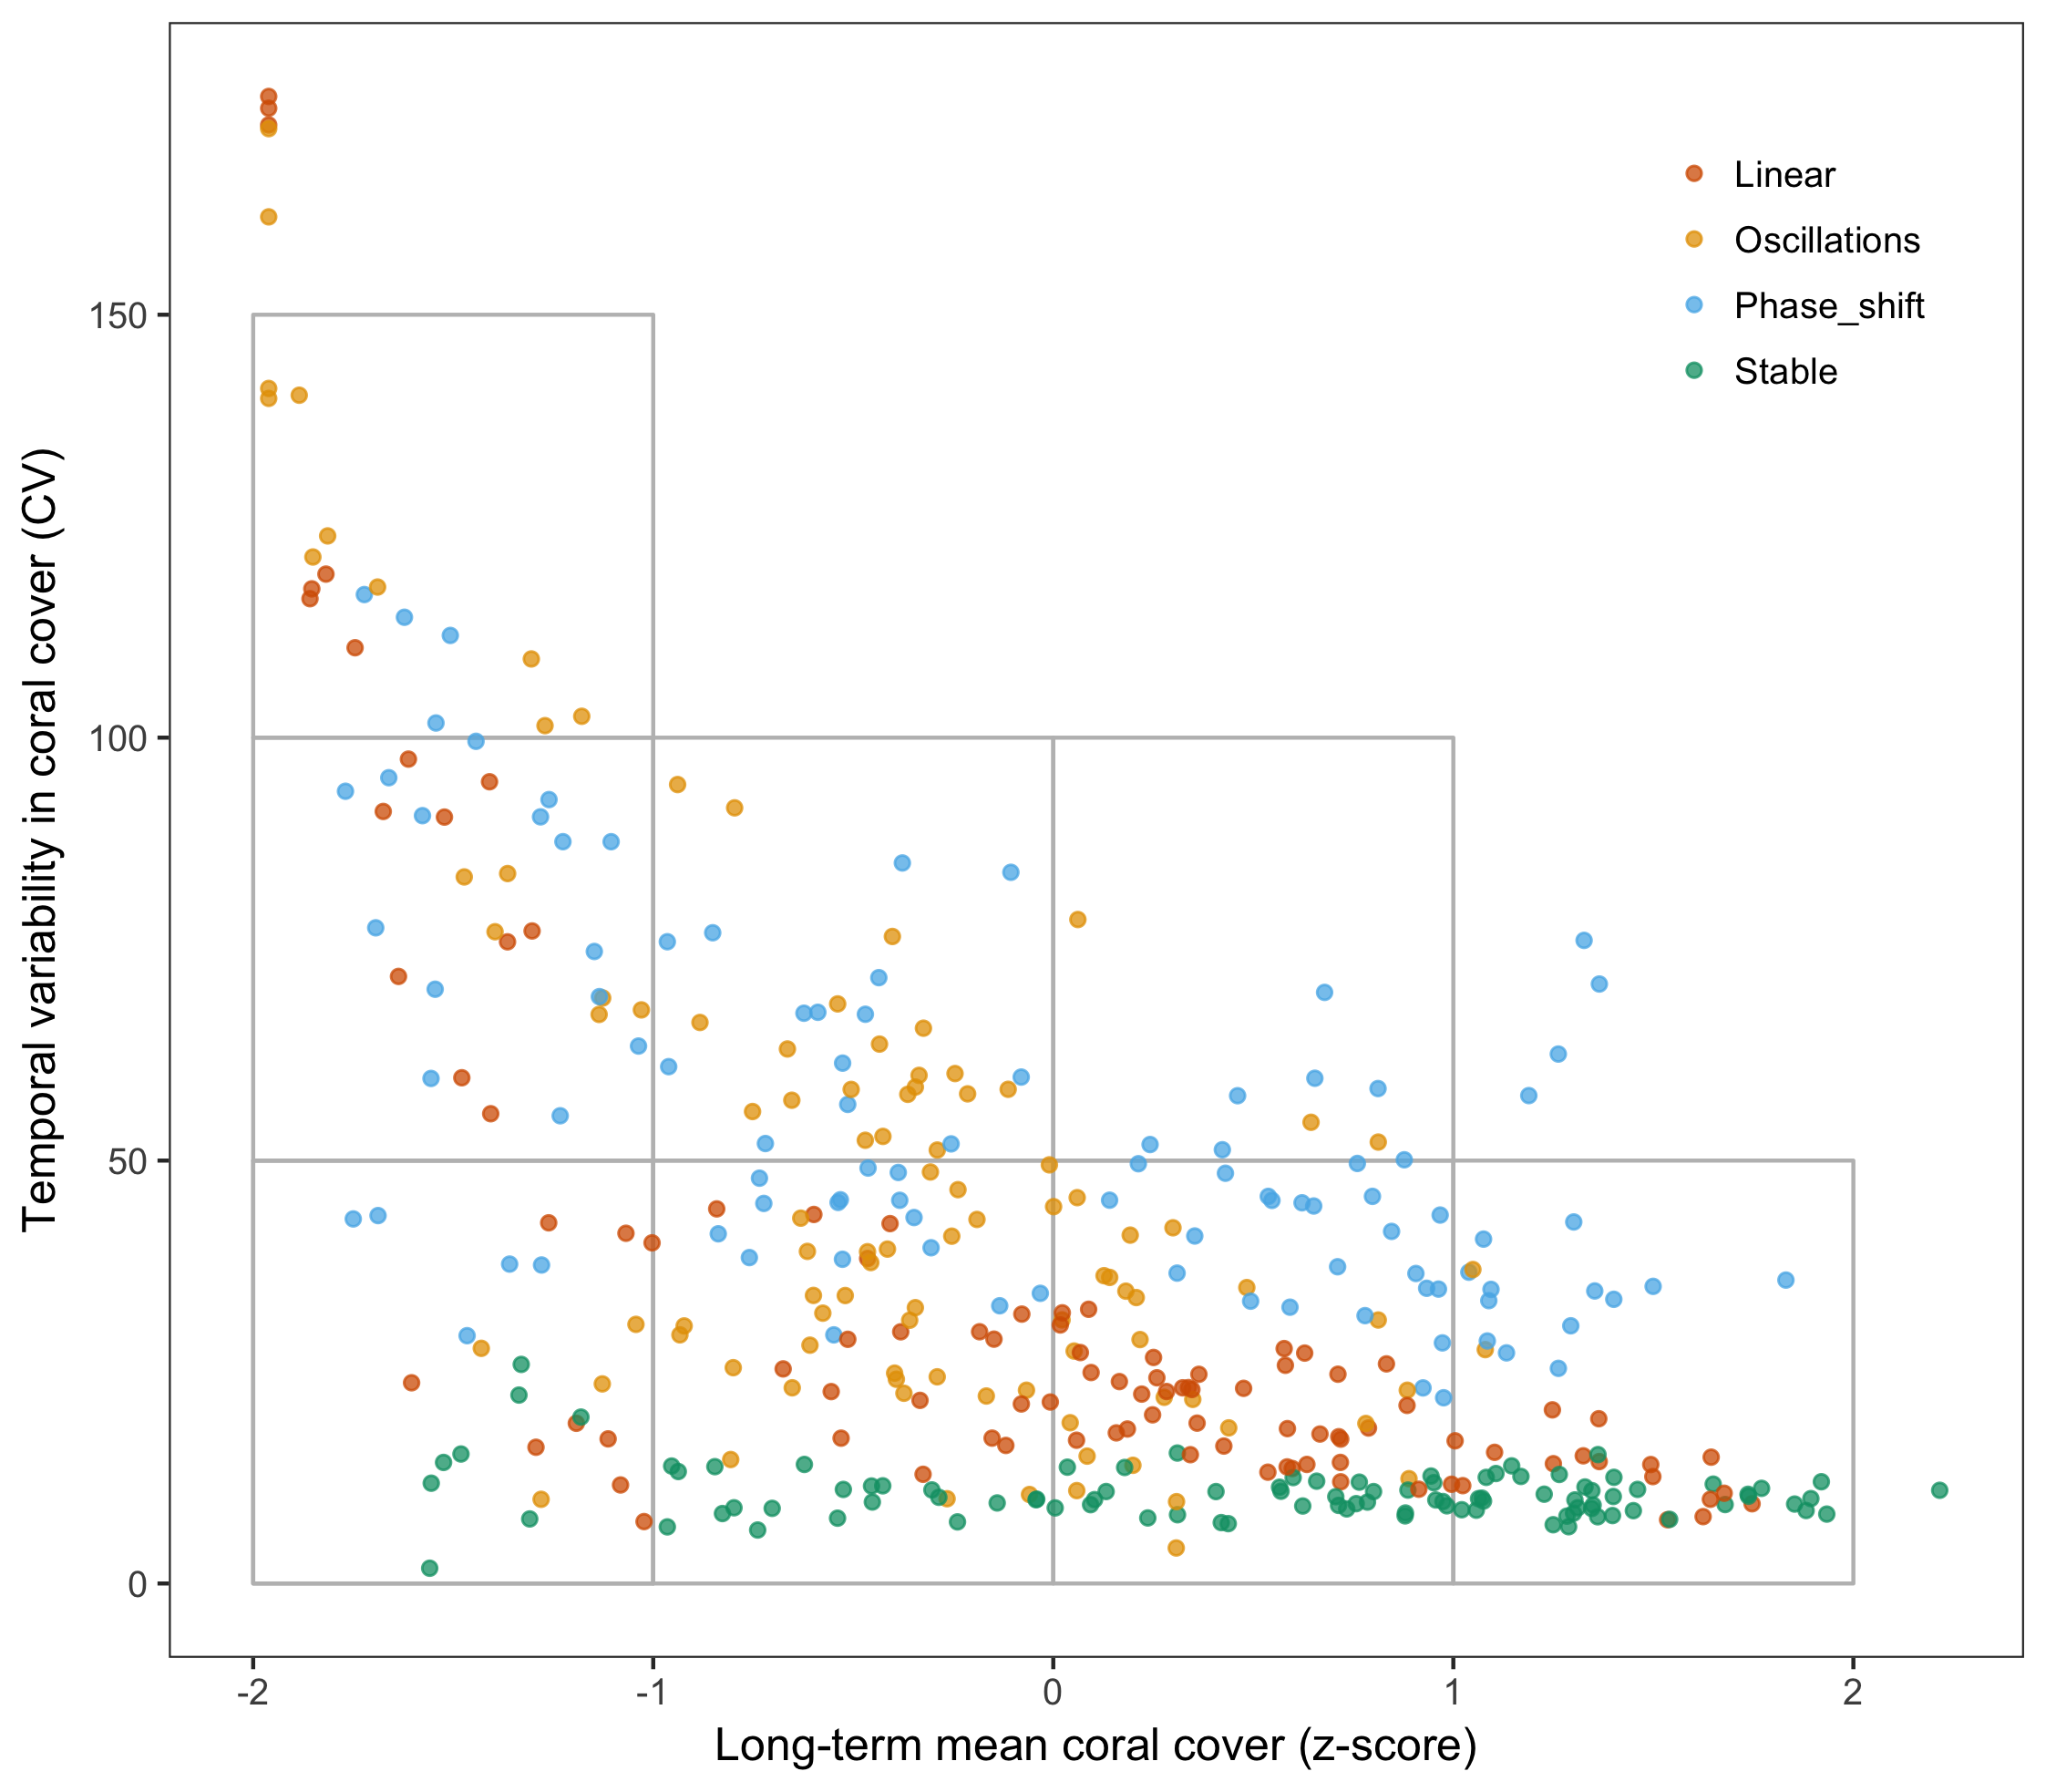 Temporal variability in coral cover (CV)
150
100
50
0
Linear
Oscillations
Phase_shift
Stable
-2
-1
0
1
2
Long-term mean coral cover (z-score)